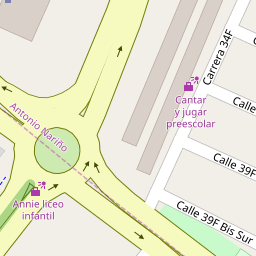 Carrera 34F
Antonio Nariño
Cantar
y jugar
preescolar
Calle
Calle 39F
Calle 39F Bis Sur
Annie liceo
infantil